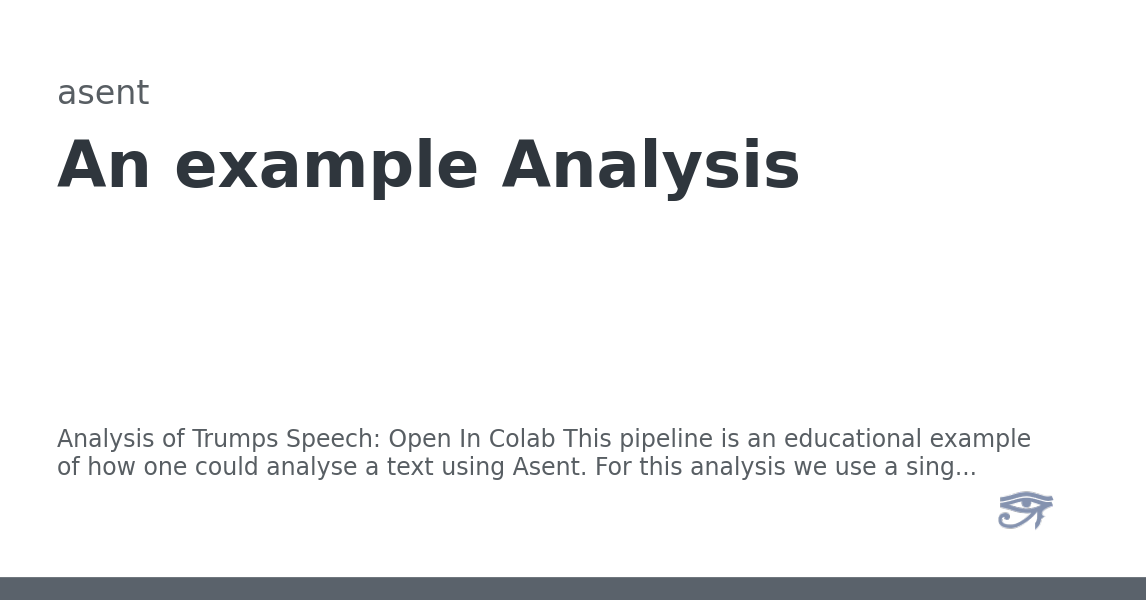 asent
An example Analysis
Analysis of Trumps Speech: Open In Colab This pipeline is an educational example
of how one could analyse a text using Asent. For this analysis we use a sing...